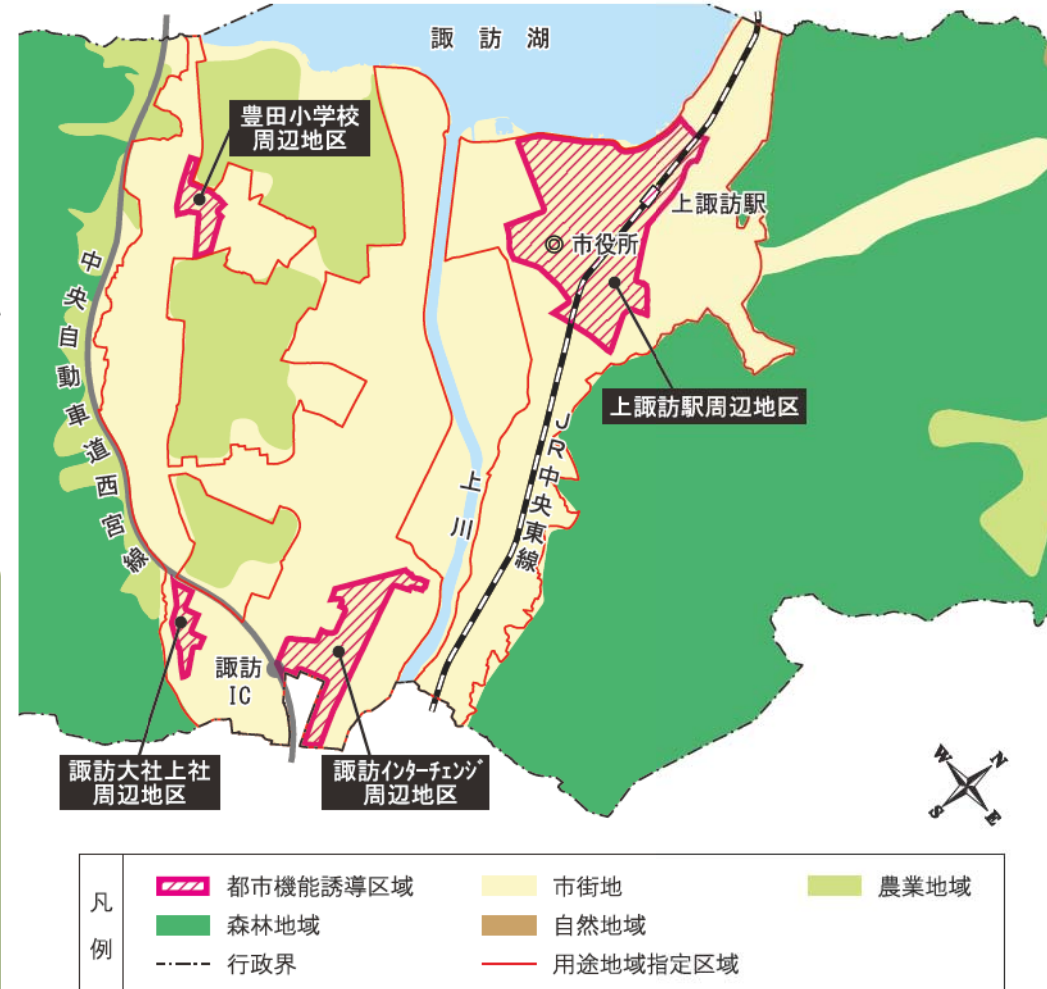 諏訪湖
豊田小学校
周辺地区
上諏訪駅
市役所
中央自動車道西宮線
上諏訪駅周辺地区
JR中央東線
上川
諏訪
IC
諏訪大社上社
周辺地区
諏訪インターチェンジ
周辺地区
W
N
S
E
凡例
都市機能誘導区域
市街地
農業地域
森林地域
自然地域
行政界
用途地域指定区域